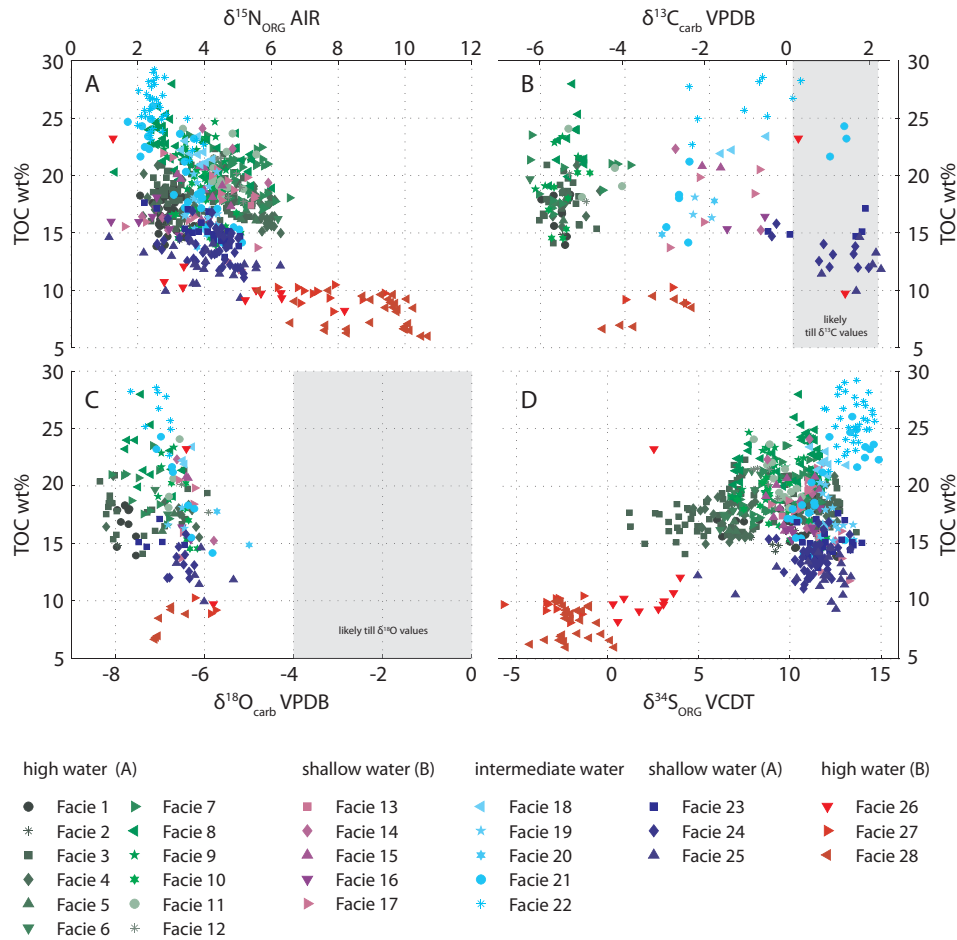 δ¹⁵N_ORG AIR
0 2 4 6 8 10 12
δ¹³C_carb VPDB
-6 -4 -2 0 2
A
TOC wt%
30
25
20
15
10
5
B
likely
till δ¹³C values
TOC wt%
30
25
20
15
10
5
C
TOC wt%
30
25
20
15
10
5
likely till δ¹⁸O values
D
TOC wt%
30
25
20
15
10
5
-8 -6 -4 -2 0
δ¹⁸O_carb VPDB
-5 0 5 10 15
δ³⁴S_ORG VCDT
high water (A)
Facie 1
Facie 2
Facie 3
Facie 4
Facie 5
Facie 6
Facie 7
Facie 8
Facie 9
Facie 10
Facie 11
Facie 12
shallow water (B)
Facie 13
Facie 14
Facie 15
Facie 16
Facie 17
intermediate water
Facie 18
Facie 19
Facie 20
Facie 21
Facie 22
shallow water (A)
Facie 23
Facie 24
Facie 25
high water (B)
Facie 26
Facie 27
Facie 28